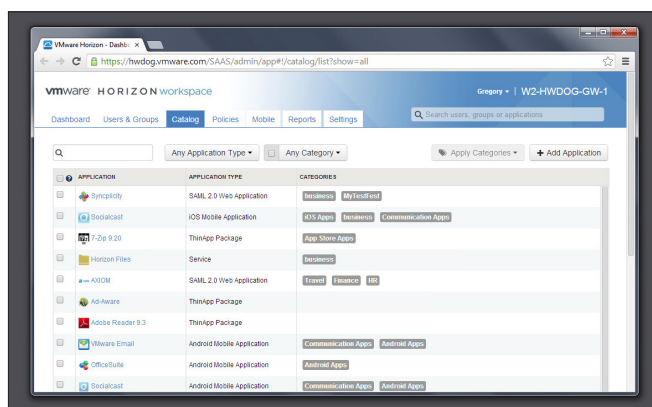 VMware Horizon - Dashbo
https://hwdog.vmware.com/SAAS/admin/app#!/catalog/list?show=all
vmware HORIZON workspace
Gregory W2-HWDOG-GW-1
Dashboard Users & Groups Catalog Policies Mobile Reports Settings
Search users, groups or applications
Any Application Type Any Category Apply Categories + Add Application
APPLICATION APPLICATION TYPE CATEGORIES
Syncplicity SAML 2.0 Web Application business MyTestFest
Socialcast iOS Mobile Application iOS Apps business Communication Apps
7-Zip 9.20 ThinApp Package App Store Apps
Horizon Files Service business
AXIOM SAML 2.0 Web Application Travel Finance HR
Ad-Aware ThinApp Package
Adobe Reader 9.3 ThinApp Package
VMware Email Android Mobile Application Communication Apps Android Apps
OfficeSuite Android Mobile Application Android Apps
Socialcast Android Mobile Application Communication Apps Android Apps